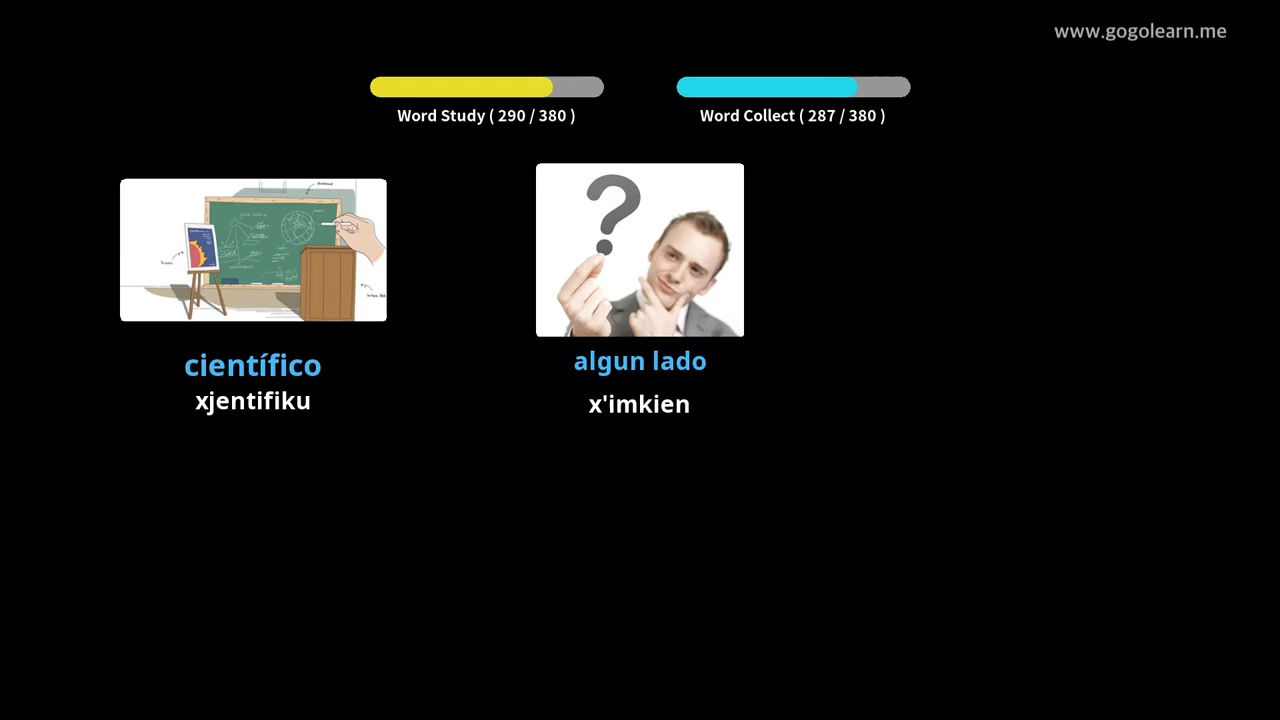 www.gogolearn.me
Word Study ( 290 / 380 )
Word Collect ( 287 / 380 )
científico
xjentifiku
algun lado
x'imkien